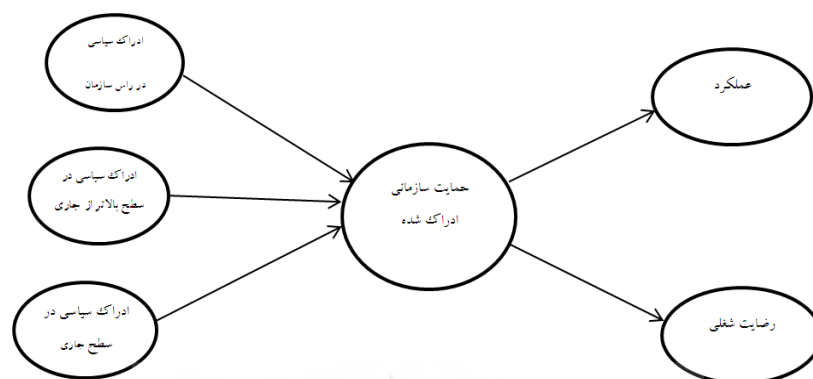 ادراک سیاسی
در راس سازمان
ادراک سیاسی در
سطح بالاتر از جاری
ادراک سیاسی در
سطح جاری
حمایت سازمانی
ادراک شده
عملکرد
رضایت شغلی